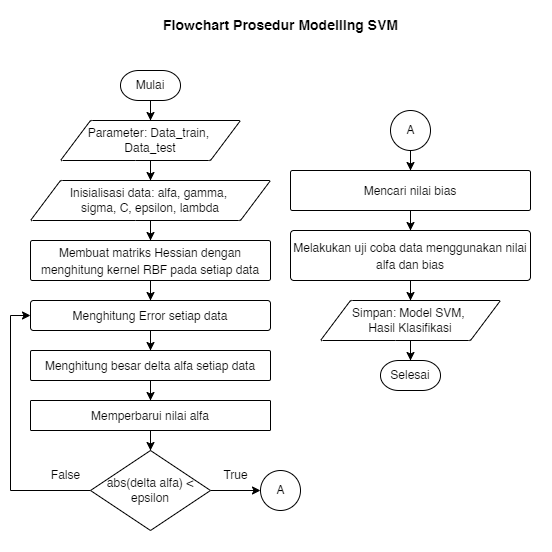 Flowchart Prosedur Modelling SVM
Mulai
Parameter: Data_train,
Data_test
Inisialisasi data: alfa, gamma,
sigma, C, epsilon, lambda
Membuat matriks Hessian dengan
menghitung kernel RBF pada setiap data
Menghitung Error setiap data
Menghitung besar delta alfa setiap data
Memperbarui nilai alfa
abs(delta alfa) <
epsilon
False
True
A
A
Mencari nilai bias
Melakukan uji coba data menggunakan nilai
alfa dan bias
Simpan: Model SVM,
Hasil Klasifikasi
Selesai